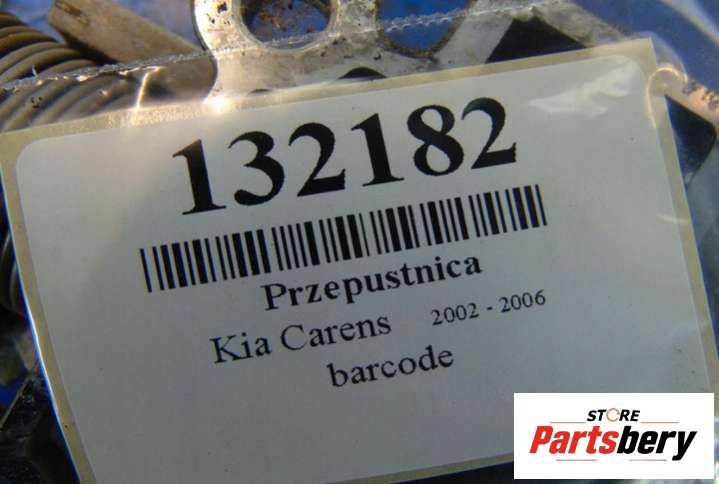 132182
Przepustnica
Kia Carens 2002 - 2006
barcode
STORE
Partsbery